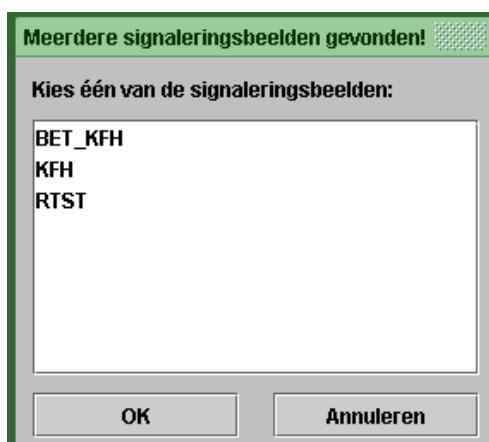 Meerdere signaleringsbeelden gevonden!
Kies één van de signaleringsbeelden:
BET_KFH
KFH
RTST
OK
Annuleren